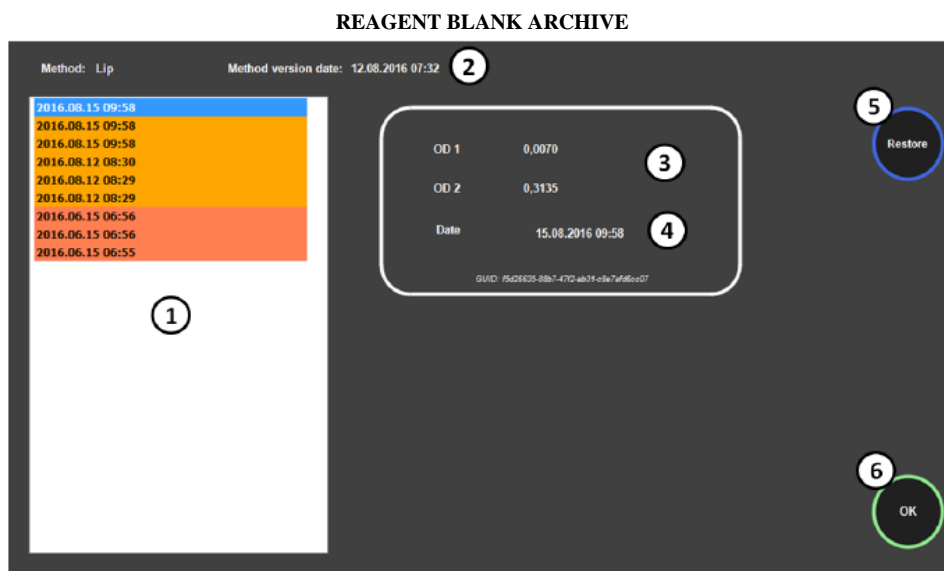 REAGENT BLANK ARCHIVE
Method: Lip Method version date: 12.08.2016 07:32 2
2016.08.15 09:58
2016.08.15 09:58
2016.08.15 09:58
2016.08.12 08:30
2016.08.12 08:29
2016.08.12 08:29
2016.06.15 06:56
2016.06.15 06:56
2016.06.15 06:55
1
OD 1 0,0070
3
OD 2 0,3135
Date 15.08.2016 09:58 4
GUID:
5
Restore
6
OK